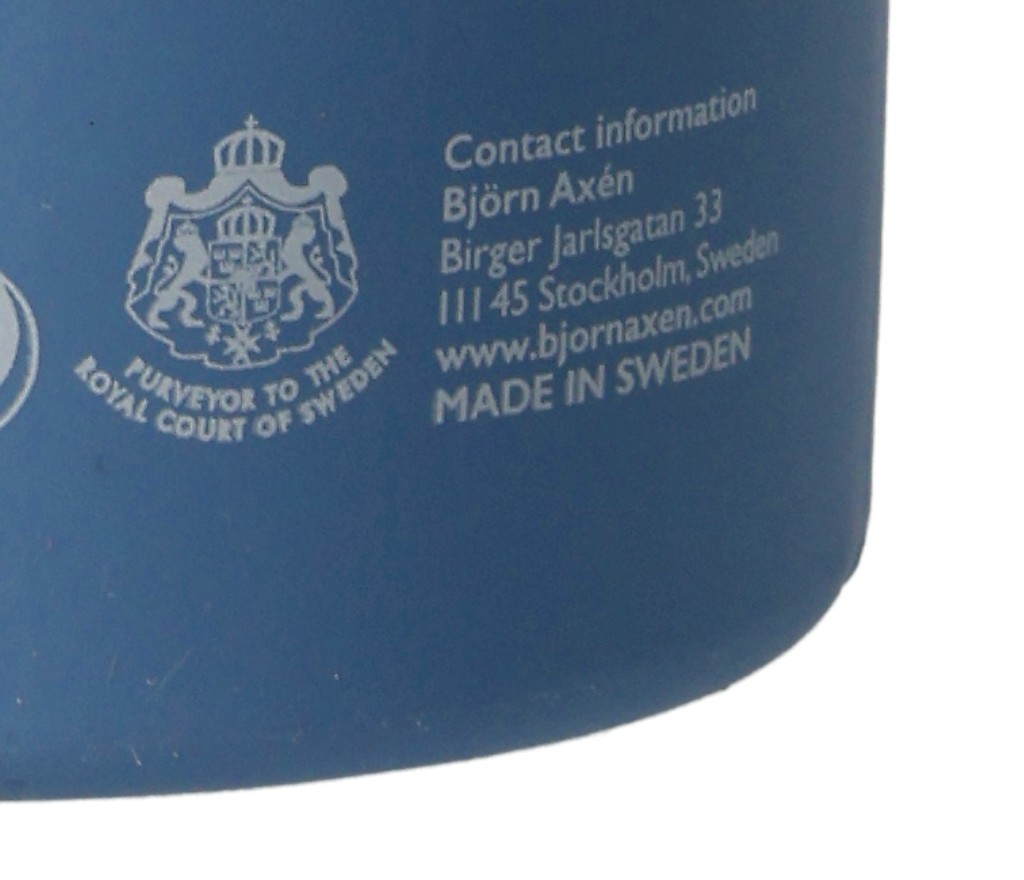 PURVEYOR TO THE
ROYAL COURT OF SWEDEN
Contact information
Björn Axén
Birger Jarlsgatan 33
111 45 Stockholm, Sweden
www.bjornaxen.com
MADE IN SWEDEN